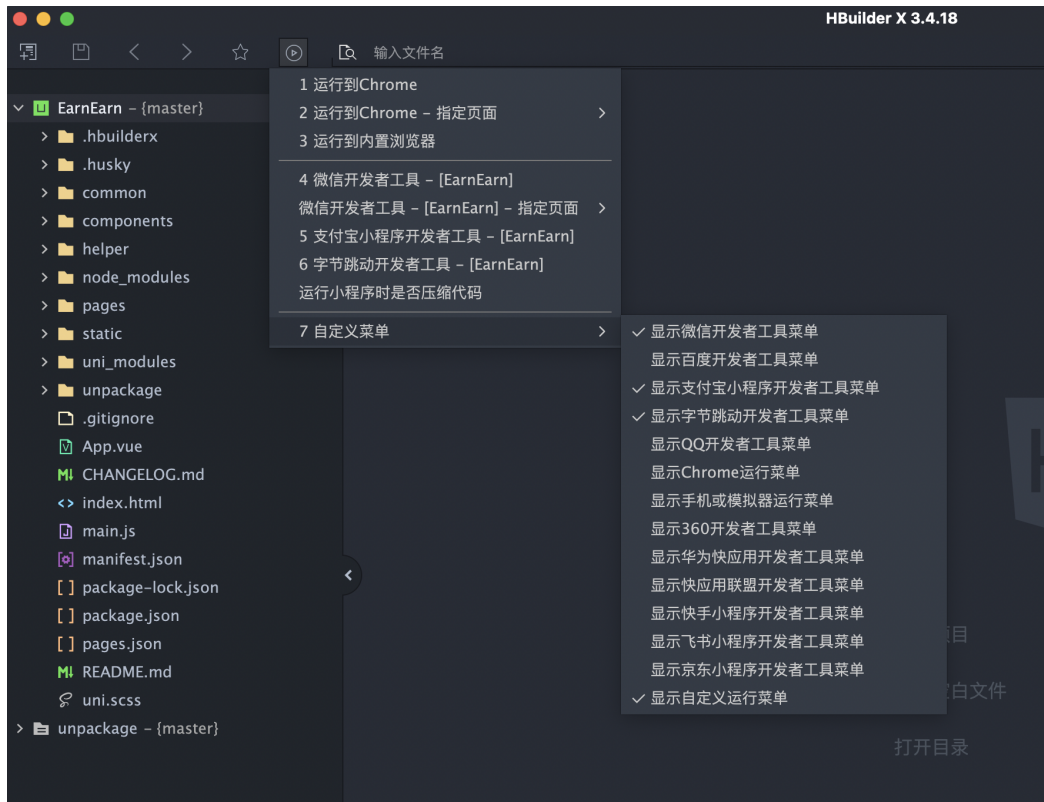 HBuilder X 3.4.18
输入文件名
EarnEarn – {master}
.hbuilderx
.husky
common
components
helper
node_modules
pages
static
uni_modules
unpackage
.gitignore
App.vue
CHANGELOG.md
index.html
main.js
manifest.json
package-lock.json
package.json
pages.json
README.md
uni.scss
unpackage – {master}
1 运行到Chrome
2 运行到Chrome – 指定页面
3 运行到内置浏览器
4 微信开发者工具 – [EarnEarn]
微信开发者工具 – [EarnEarn] – 指定页面
5 支付宝小程序开发者工具 – [EarnEarn]
6 字节跳动开发者工具 – [EarnEarn]
运行小程序时是否压缩代码
7 自定义菜单
显示微信开发者工具菜单
显示百度开发者工具菜单
显示支付宝小程序开发者工具菜单
显示字节跳动开发者工具菜单
显示QQ开发者工具菜单
显示Chrome运行菜单
显示手机或模拟器运行菜单
显示360开发者工具菜单
显示华为快应用开发者工具菜单
显示快应用联盟开发者工具菜单
显示快手小程序开发者工具菜单
显示飞书小程序开发者工具菜单
显示京东小程序开发者工具菜单
显示自定义运行菜单
目
白文件
打开目录